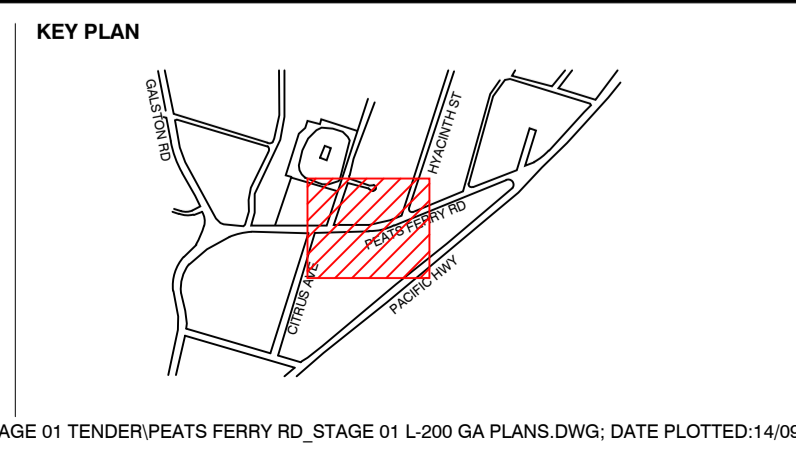 KEY PLAN
GALSTON RD
HYACINTH ST
PEATS FERRY RD
CITRUS AVE
PACIFIC HWY
AGE 01 TENDER\PEATS FERRY RD_STAGE 01 L-200 GA PLANS.DWG; DATE PLOTTED:14/09